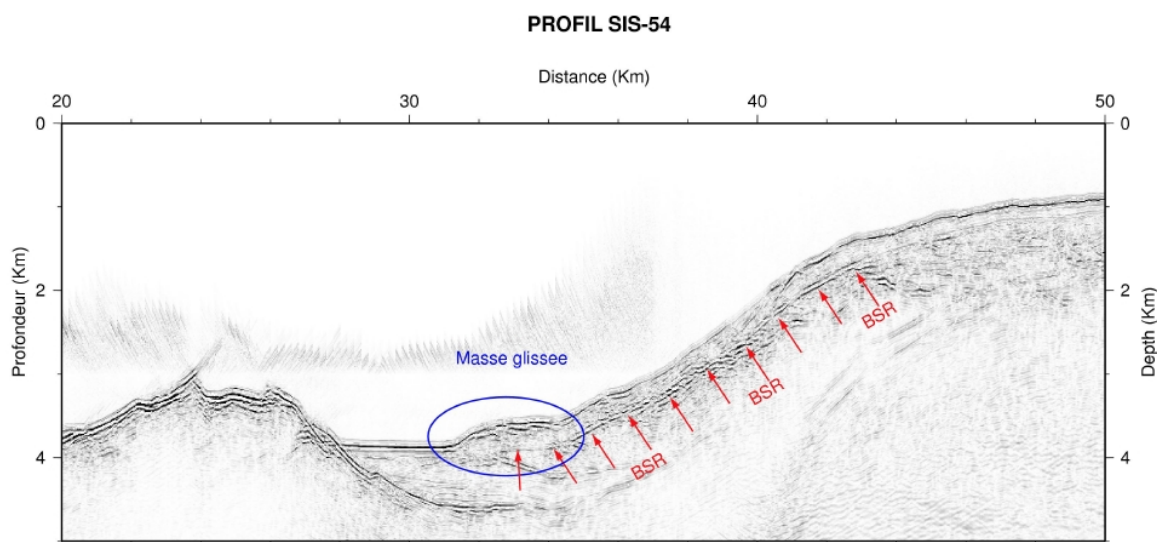 PROFIL SIS-54
Distance (Km)
20 30 40 50
0 0
Masse glissee
BSR
BSR
BSR
2 2
4 4
Profondeur (Km)
Depth (Km)